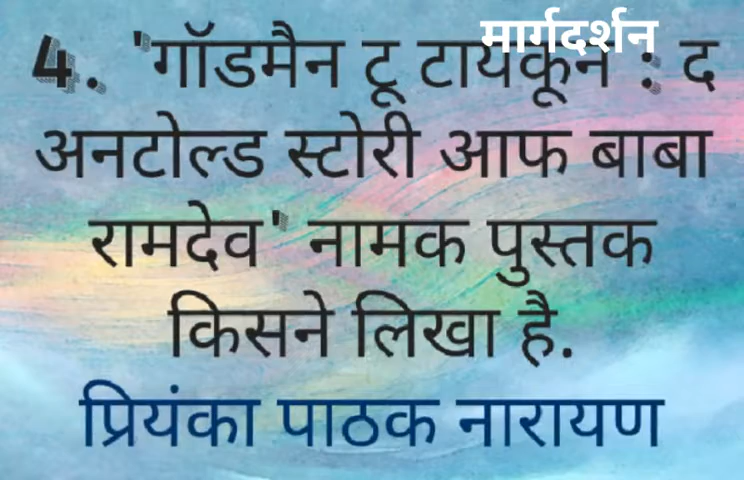 मार्गदर्शन
4. 'गॉडमैन टू टायकून : द
अनटोल्ड स्टोरी आफ बाबा
रामदेव' नामक पुस्तक
किसने लिखा है.
प्रियंका पाठक नारायण